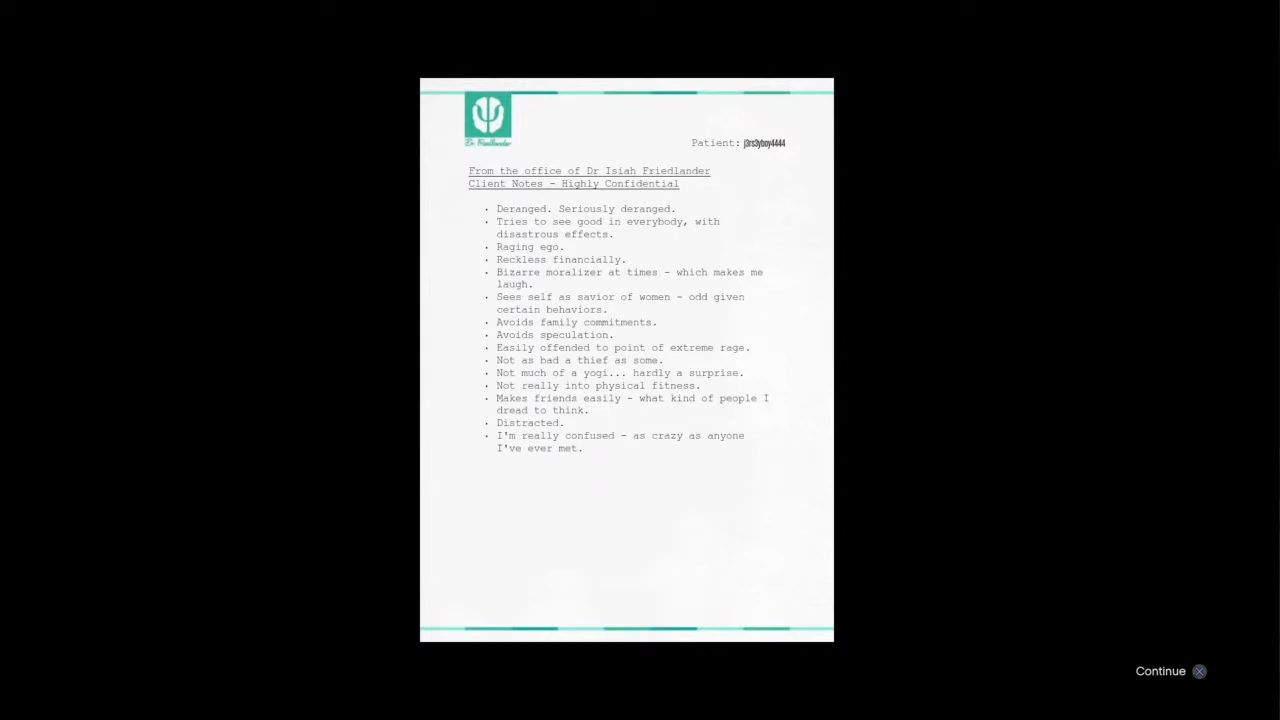 Dr. Friedlander
Patient: j3rs3yboy4444
From the office of Dr Isiah Friedlander
Client Notes - Highly Confidential
• Deranged. Seriously deranged.
• Tries to see good in everybody, with
disastrous effects.
• Raging ego.
• Reckless financially.
• Bizarre moralizer at times - which makes me
laugh.
• Sees self as savior of women - odd given
certain behaviors.
• Avoids family commitments.
• Avoids speculation.
• Easily offended to point of extreme rage.
• Not as bad a thief as some.
• Not much of a yogi... hardly a surprise.
• Not really into physical fitness.
• Makes friends easily - what kind of people I
dread to think.
• Distracted.
• I'm really confused - as crazy as anyone
I've ever met.
Continue